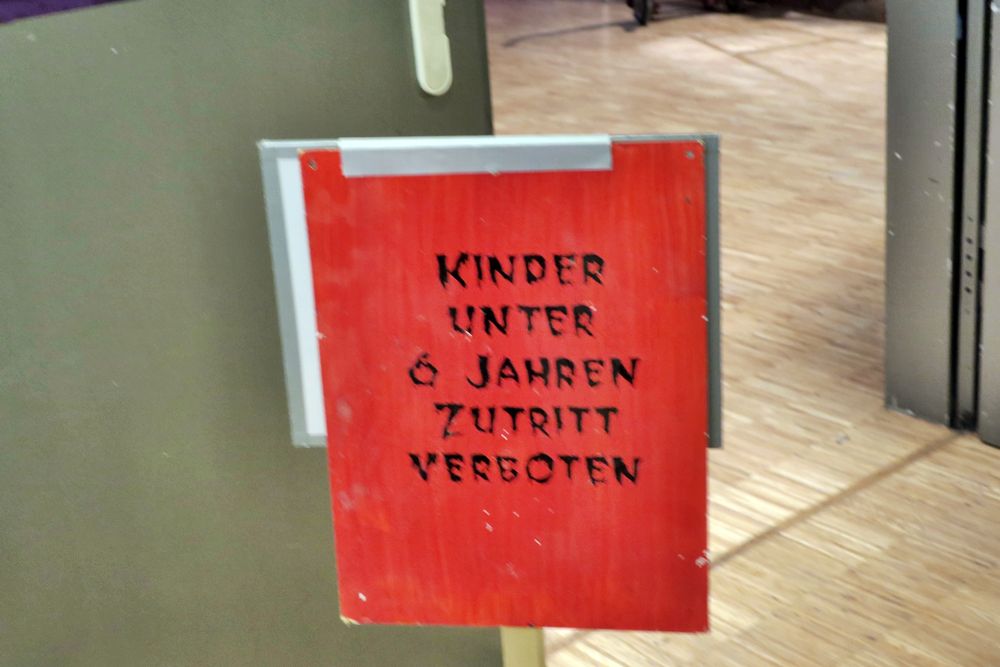 KINDER
UNTER
6 JAHREN
ZUTRITT
VERBOTEN